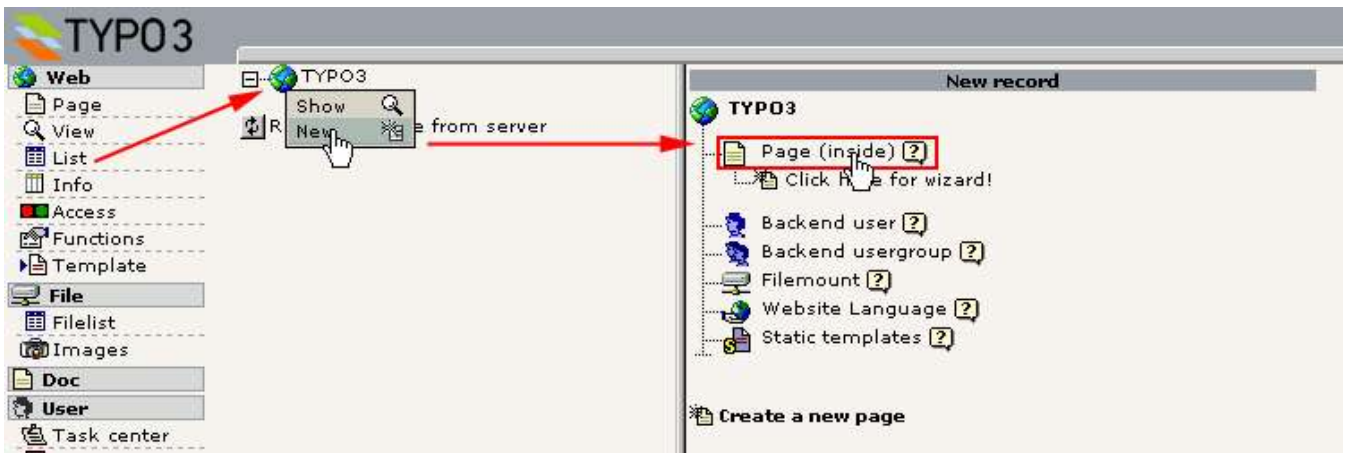 TYPO3
Web
Page
View
List
Info
Access
Functions
Template
File
Filelist
Images
Doc
User
Task center
TYPO3
Show
New
R
from server
New record
TYPO3
Page (inside) [?]
Click for wizard!
Backend user [?]
Backend usergroup [?]
Filemount [?]
Website Language [?]
Static templates [?]
Create a new page